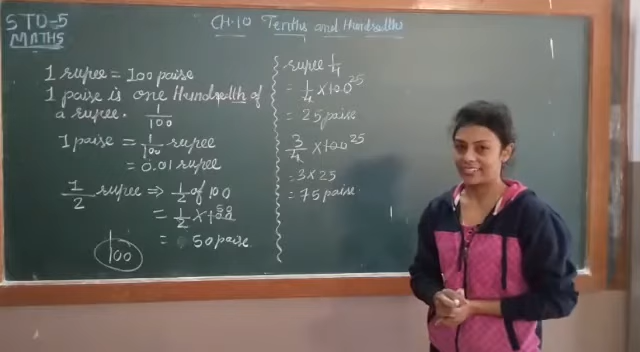 STD-5
MATHS
CH.10 Tenths and Hundredths
1 rupee = 100 paise
1 paise is one Hundredth of
a rupee. 1/100
1 paise = 1/100 rupee
= 0.01 rupee
1/2 rupee ⇒ 1/2 of 100
= 1/2 × 100 50
= 50 paise
100
rupee 1/4
= 1/4 × 100 25
= 25 paise
3/4 × 100 25
= 3 × 25
= 75 paise